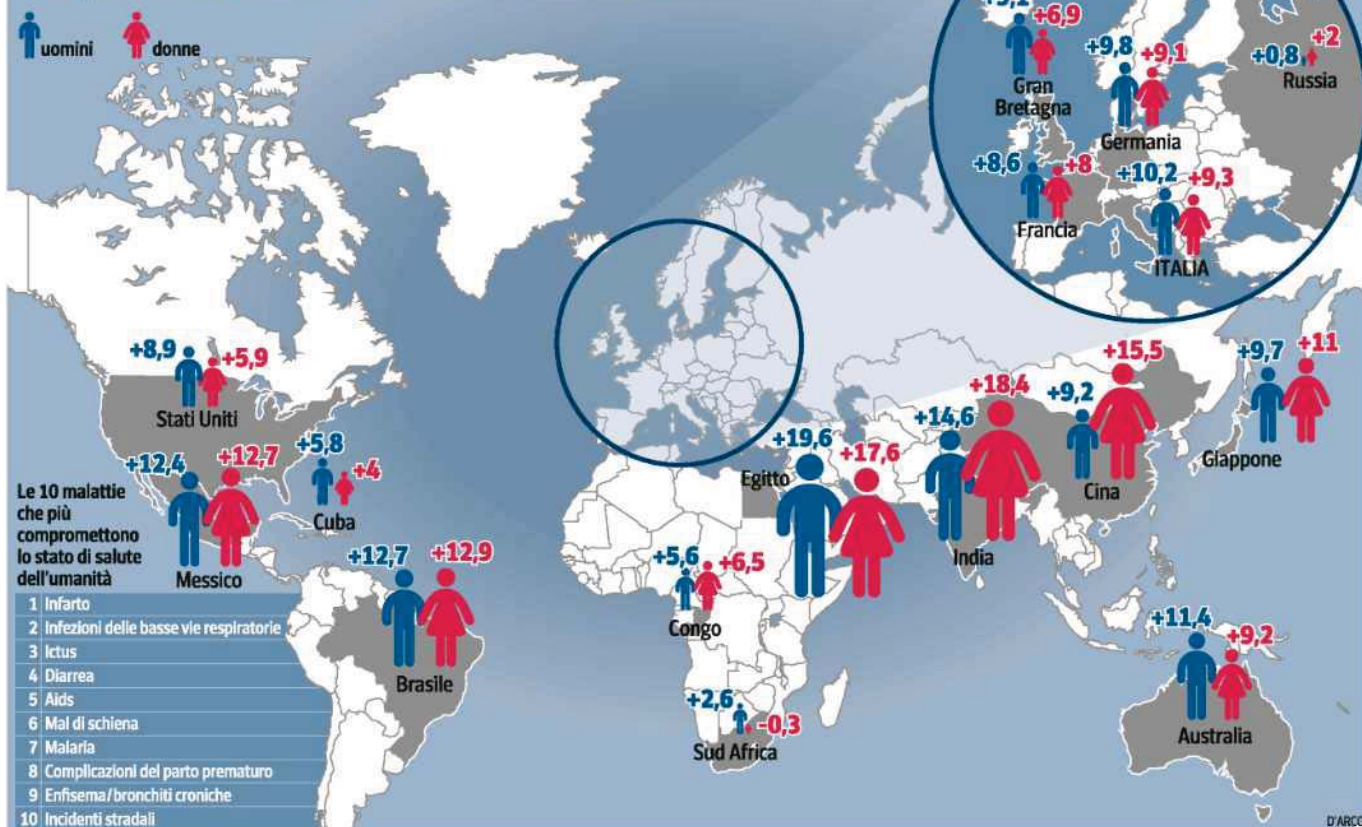 uomini
donne
+6,9
Gran
Bretagna
+9,8
+9,1
Germania
+0,8
+2
Russia
+8,6
+8
Francia
+10,2
+9,3
ITALIA
+8,9
+5,9
Stati Uniti
+12,4
+12,7
Messico
+5,8
+4
Cuba
+12,7
+12,9
Brasile
+5,6
+6,5
Congo
+2,6
-0,3
Sud Africa
Egitto
+19,6
+17,6
+14,6
+18,4
India
+9,2
+15,5
Cina
+9,7
+11
Giappone
+11,4
+9,2
Australia
Le 10 malattie
che più
compromettono
lo stato di salute
dell'umanità
1 Infarto
2 Infezioni delle basse vie respiratorie
3 Ictus
4 Diarrea
5 Aids
6 Mal di schiena
7 Malaria
8 Complicazioni del parto prematuro
9 Enfisema/bronchiti croniche
10 Incidenti stradali